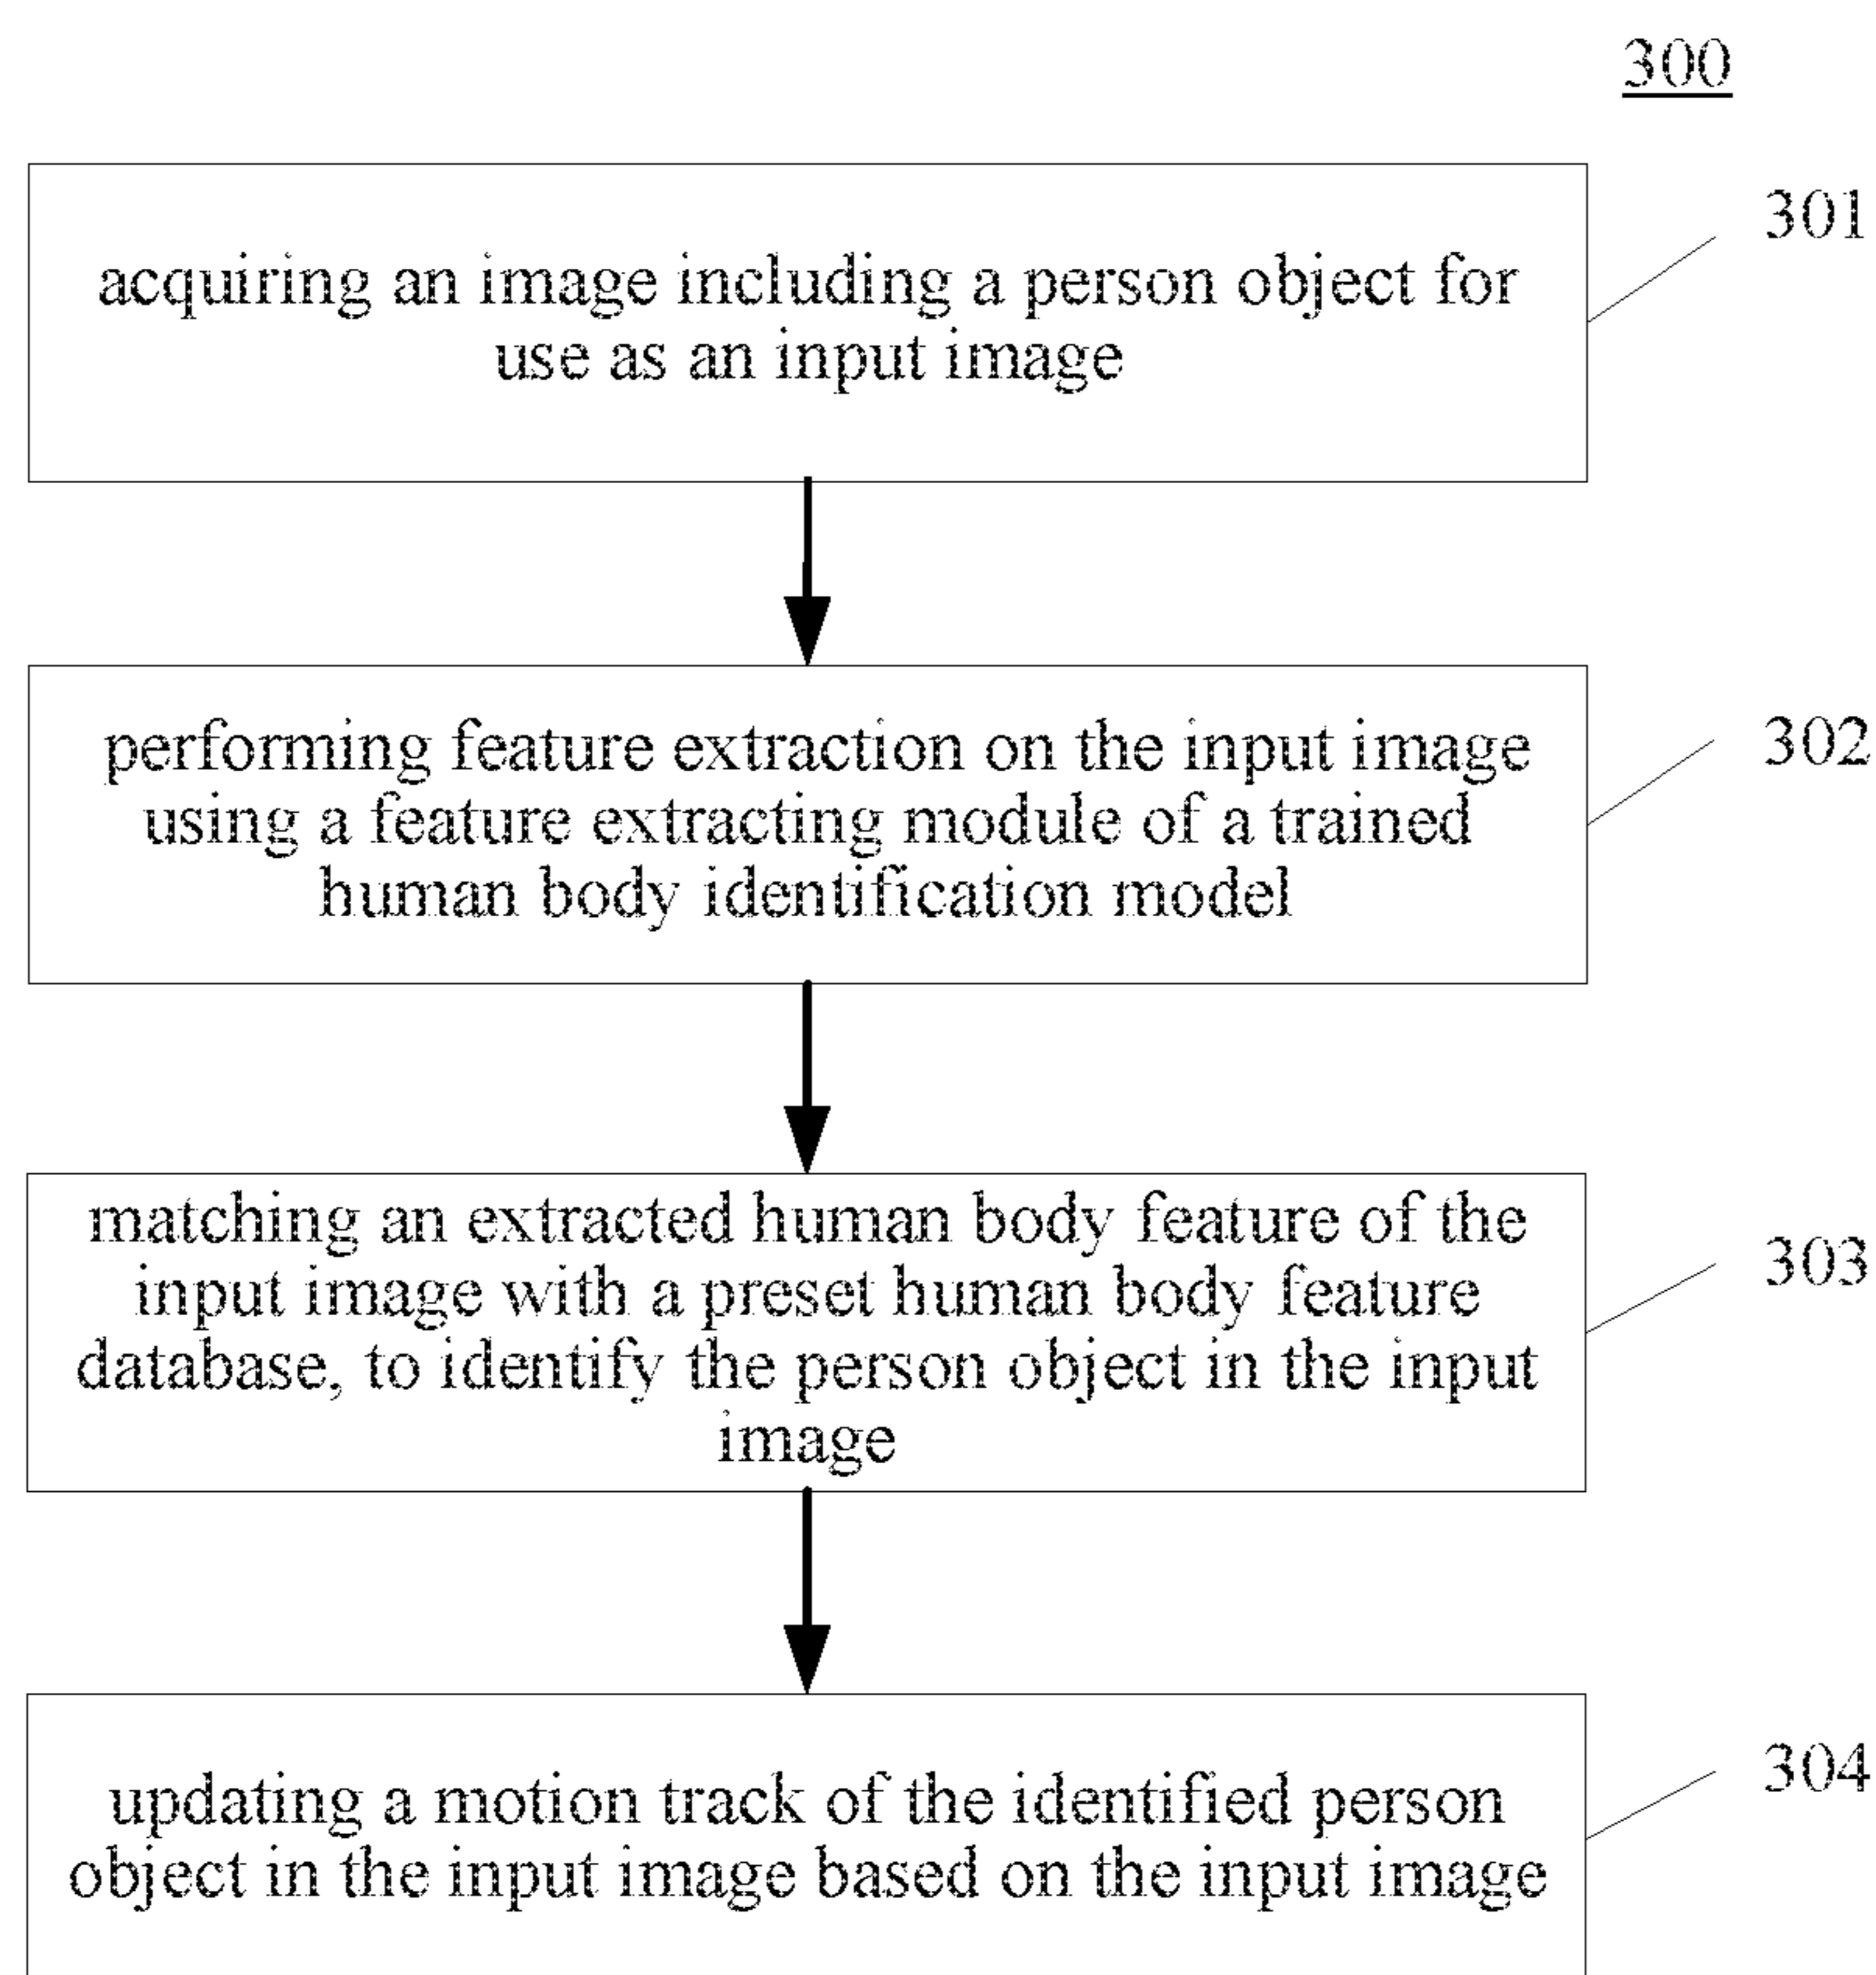 300
301
acquiring an image including a person object for
use as an input image
302
performing feature extraction on the input image
using a feature extracting module of a trained
human body identification model
303
matching an extracted human body feature of the
input image with a preset human body feature
database, to identify the person object in the input
image
304
updating a motion track of the identified person
object in the input image based on the input image